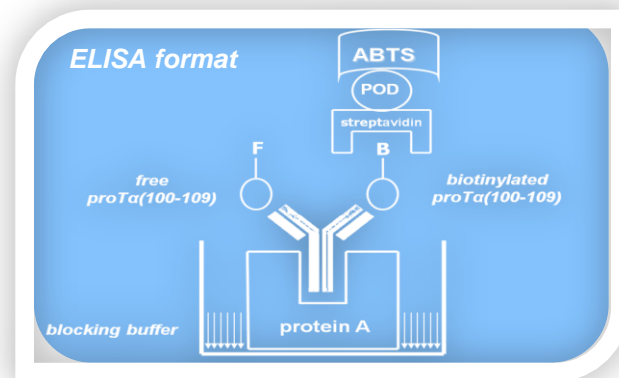 ELISA format
ABTS
POD
streptavidin
F
B
free
proTα(100-109)
biotinylated
proTα(100-109)
blocking buffer
protein A